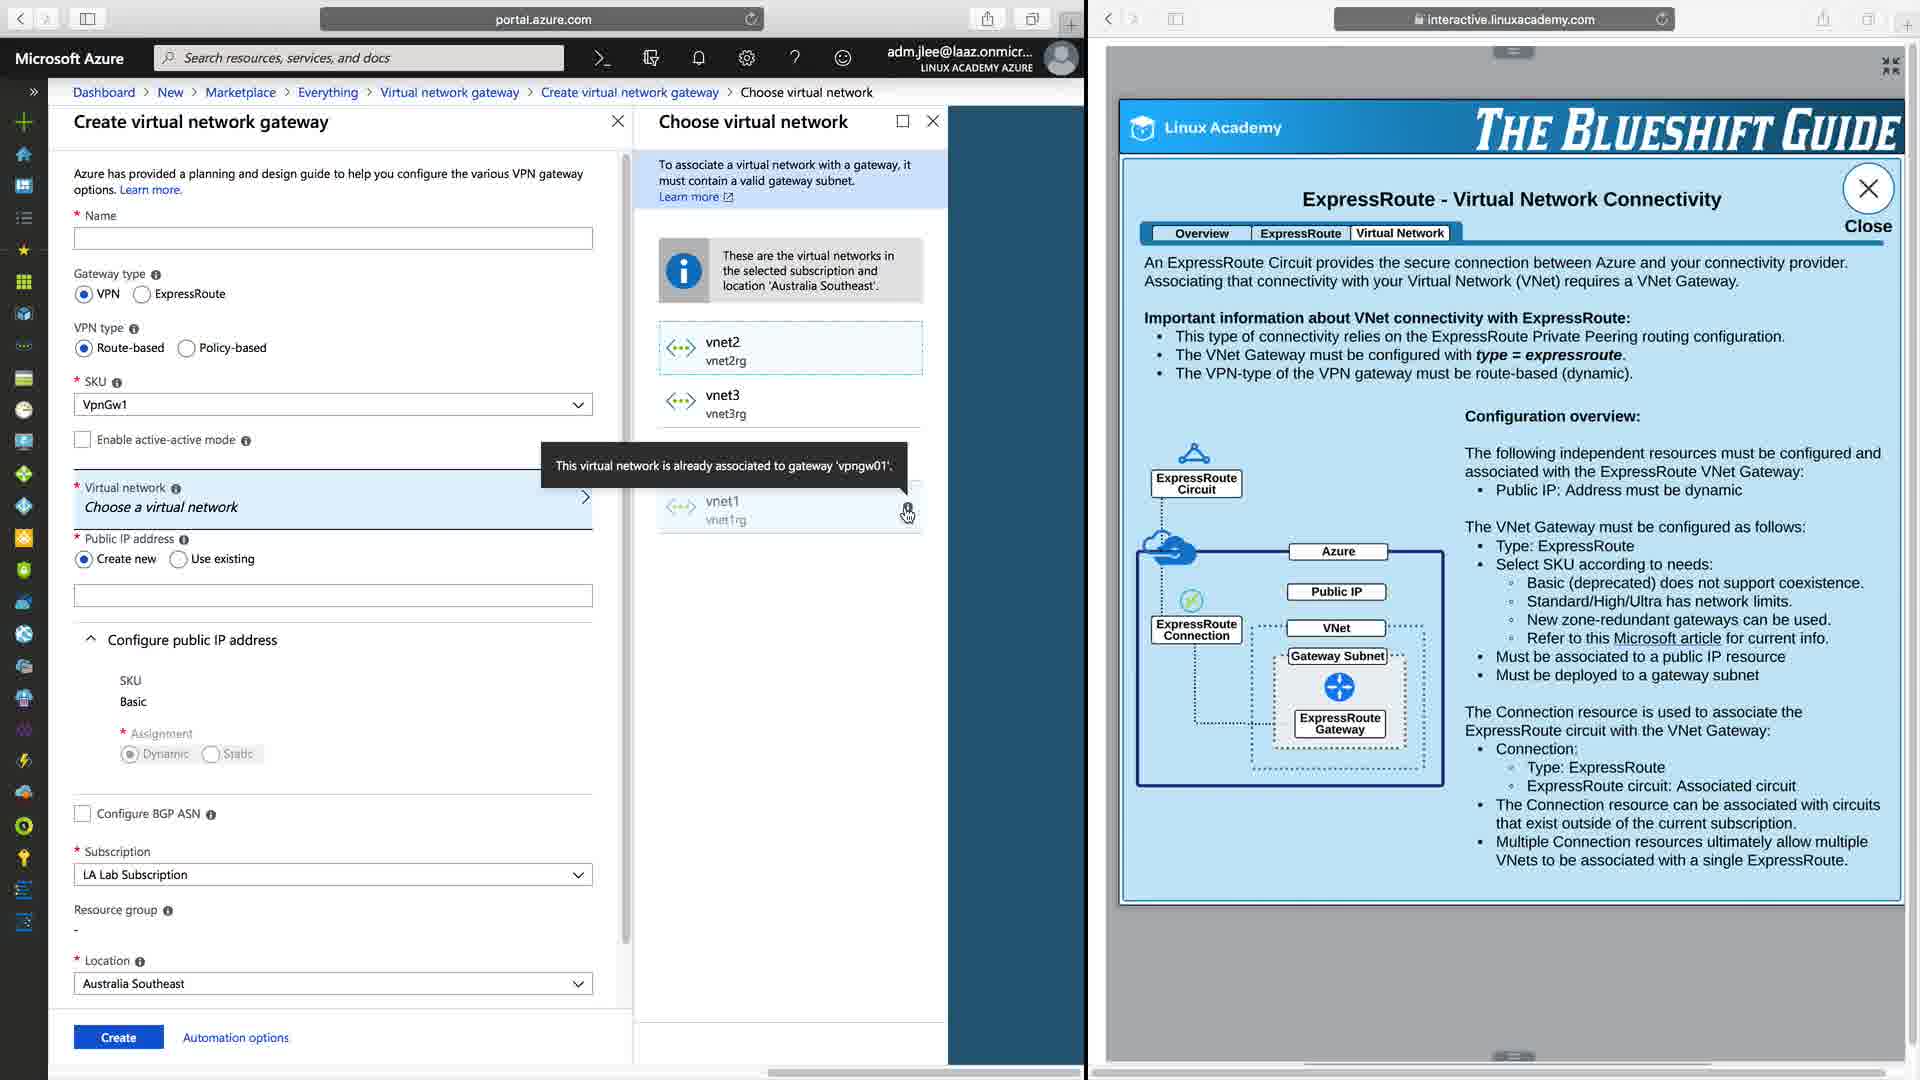 portal.azure.com
Microsoft Azure
Search resources, services, and docs
adm.jlee@laaz.onmicr...
LINUX ACADEMY AZURE
Dashboard > New > Marketplace > Everything > Virtual network gateway > Create virtual network gateway > Choose virtual network
Create virtual network gateway
Azure has provided a planning and design guide to help you configure the various VPN gateway
options. Learn more.
* Name
Gateway type
VPN ExpressRoute
VPN type
Route-based Policy-based
* SKU
VpnGw1
Enable active-active mode
* Virtual network
Choose a virtual network
* Public IP address
Create new Use existing
Configure public IP address
SKU
Basic
* Assignment
Dynamic Static
Configure BGP ASN
* Subscription
LA Lab Subscription
Resource group
-
* Location
Australia Southeast
Create Automation options
Choose virtual network
To associate a virtual network with a gateway, it
must contain a valid gateway subnet.
Learn more
These are the virtual networks in
the selected subscription and
location 'Australia Southeast'.
vnet2
vnet2rg
vnet3
vnet3rg
This virtual network is already associated to gateway 'vpngw01'.
vnet1
vnet1rg
interactive.linuxacademy.com
Linux Academy
THE BLUESHIFT GUIDE
ExpressRoute - Virtual Network Connectivity
Close
Overview ExpressRoute Virtual Network
An ExpressRoute Circuit provides the secure connection between Azure and your connectivity provider.
Associating that connectivity with your Virtual Network (VNet) requires a VNet Gateway.
Important information about VNet connectivity with ExpressRoute:
• This type of connectivity relies on the ExpressRoute Private Peering routing configuration.
• The VNet Gateway must be configured with type = expressroute.
• The VPN-type of the VPN gateway must be route-based (dynamic).
ExpressRoute
Circuit
Azure
Public IP
ExpressRoute
Connection
VNet
Gateway Subnet
ExpressRoute
Gateway
Configuration overview:
The following independent resources must be configured and
associated with the ExpressRoute VNet Gateway:
• Public IP: Address must be dynamic
The VNet Gateway must be configured as follows:
• Type: ExpressRoute
• Select SKU according to needs:
◦ Basic (deprecated) does not support coexistence.
◦ Standard/High/Ultra has network limits.
◦ New zone-redundant gateways can be used.
◦ Refer to this Microsoft article for current info.
• Must be associated to a public IP resource
• Must be deployed to a gateway subnet
The Connection resource is used to associate the
ExpressRoute circuit with the VNet Gateway:
• Connection:
◦ Type: ExpressRoute
◦ ExpressRoute circuit: Associated circuit
• The Connection resource can be associated with circuits
that exist outside of the current subscription.
• Multiple Connection resources ultimately allow multiple
VNets to be associated with a single ExpressRoute.